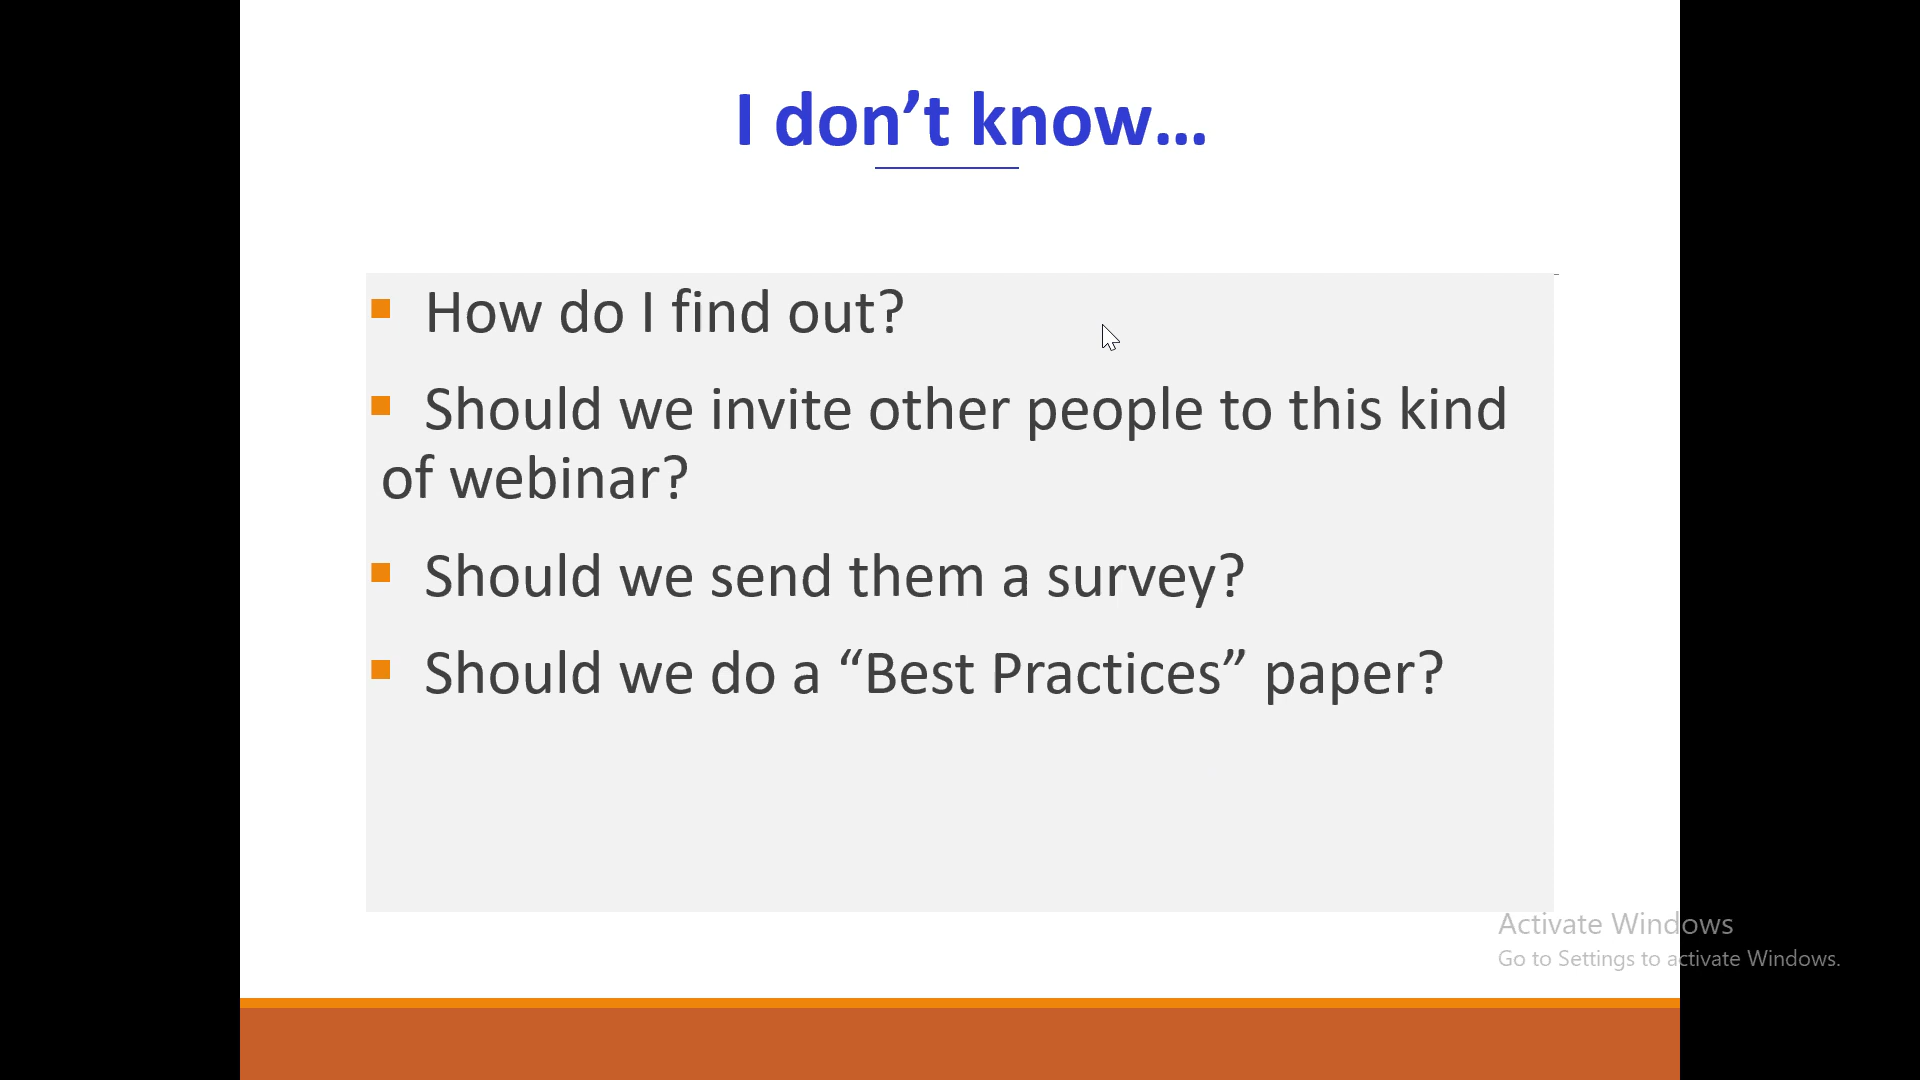 I don’t know...
How do I find out?
Should we invite other people to this kind
of webinar?
Should we send them a survey?
Should we do a “Best Practices” paper?
Activate Windows
Go to Settings to activate Windows.